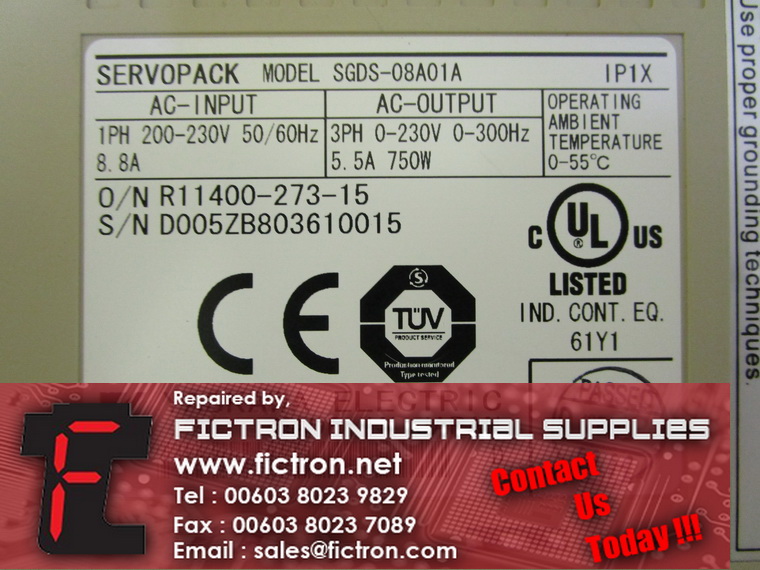 SERVOPACK MODEL SGDS-08A01A IP1X
AC-INPUT
1PH 200-230V 50/60Hz
8.8A
AC-OUTPUT
3PH 0-230V 0-300Hz
5.5A 750W
OPERATING
AMBIENT
TEMPERATURE
0-55℃
O/N R11400-273-15
S/N D005ZB803610015
CE
S
TÜV
PRODUCT SERVICE
Production monitored
Type tested
C UL ® US
LISTED
IND. CONT. EQ.
61Y1
PASSED
ELECTRIC
Use proper grounding techniques.
Repaired by,
FICTRON INDUSTRIAL SUPPLIES
www.fictron.net
Tel : 00603 8023 9829
Fax : 00603 8023 7089
Email : sales@fictron.com
Contact
Us
Today !!!